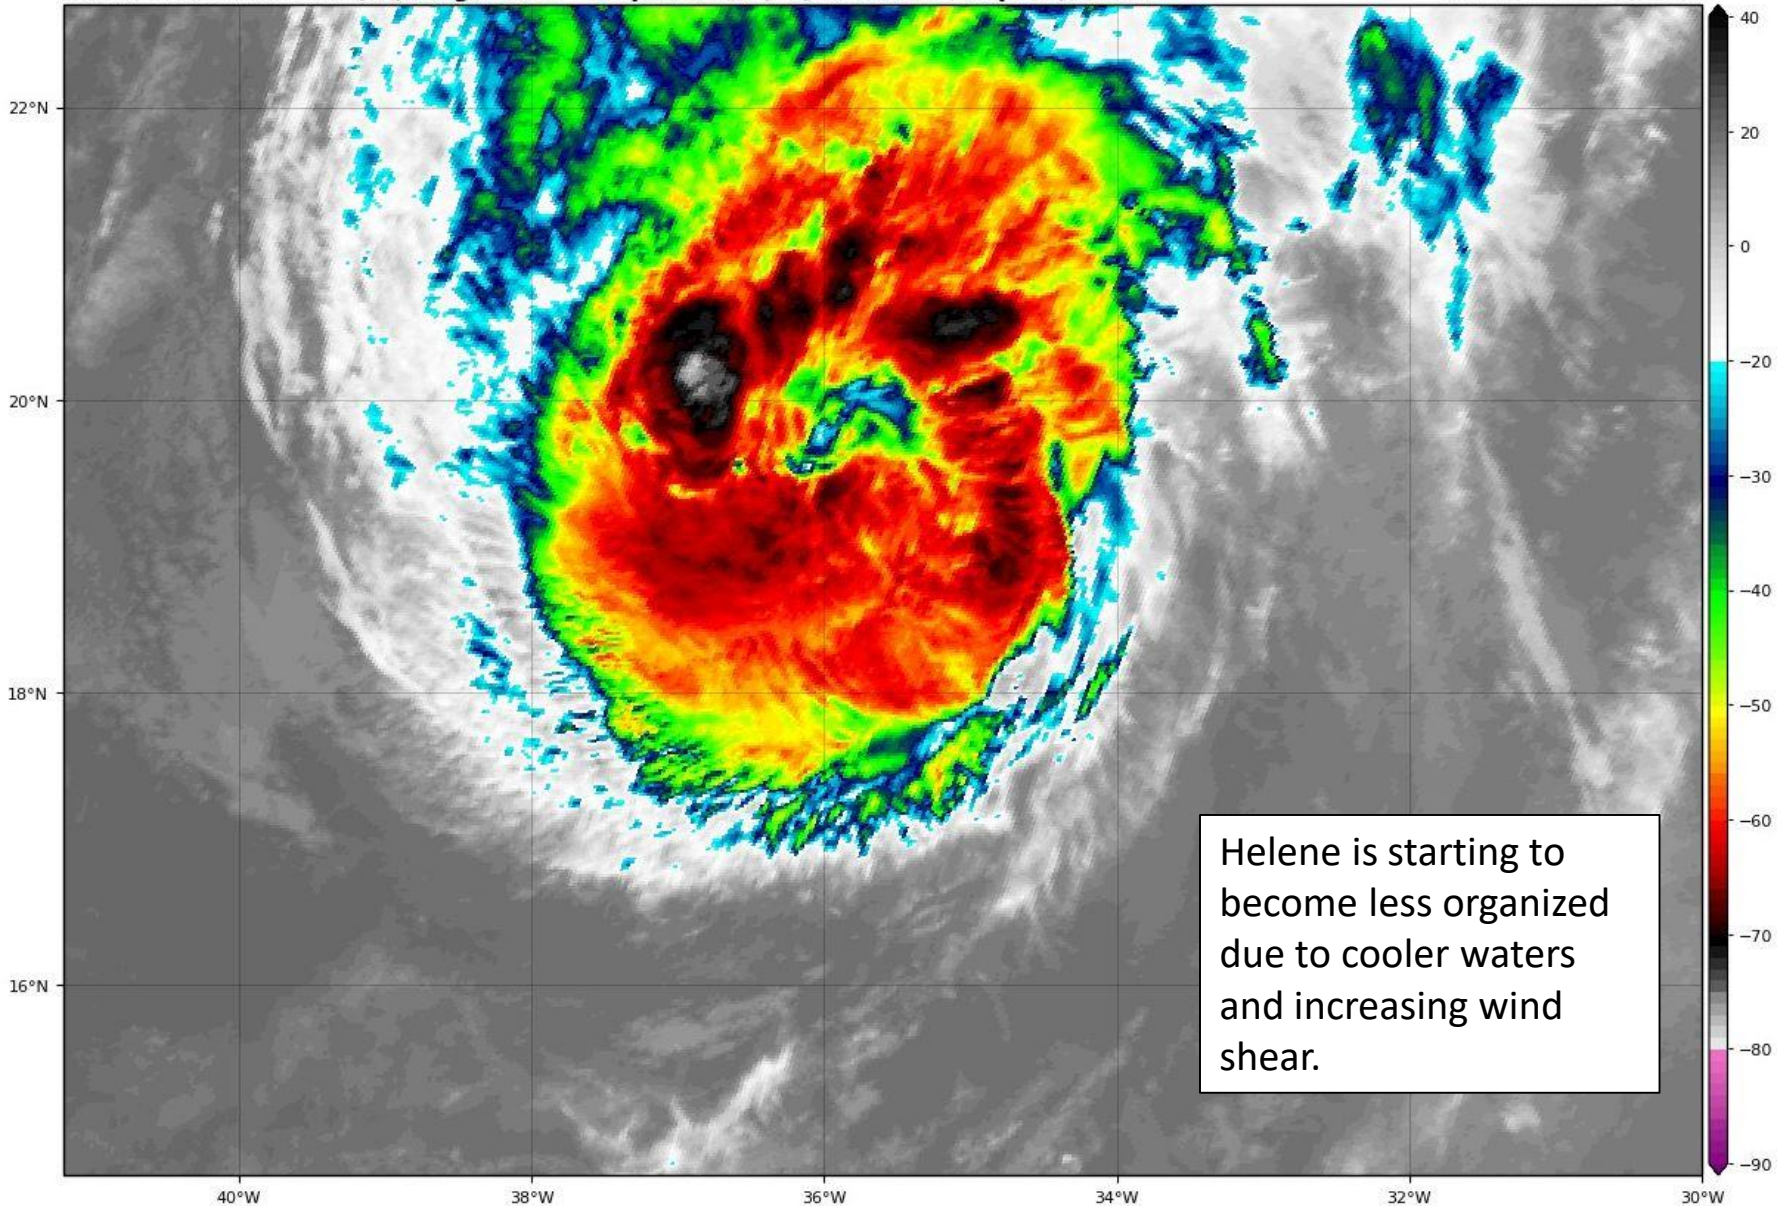 40
20
0
−20
−30
−40
−50
−60
−70
−80
−90
22°N
20°N
18°N
16°N
40°W
38°W
36°W
34°W
32°W
30°W
Helene is starting to
become less organized
due to cooler waters
and increasing wind
shear.